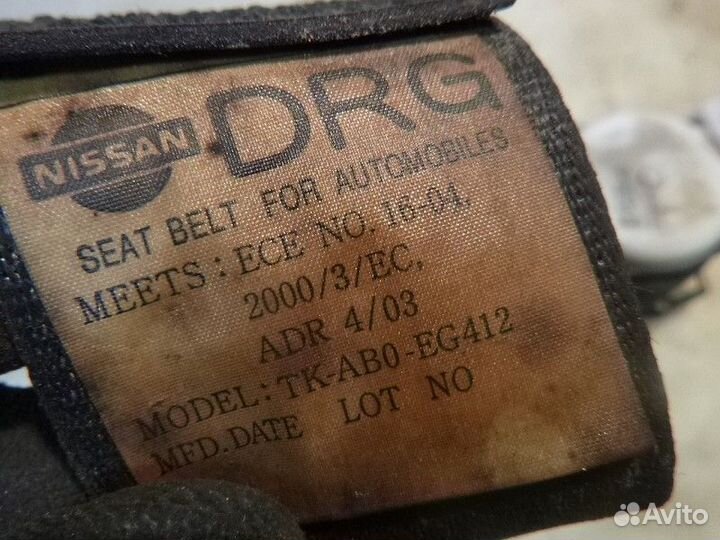 NISSAN DRG
SEAT BELT FOR AUTOMOBILES
MEETS : ECE NO. 16-04,
2000/3/EC,
ADR 4/03
MODEL: TK-AB0-EG412
MFD.DATE LOT NO
Avito